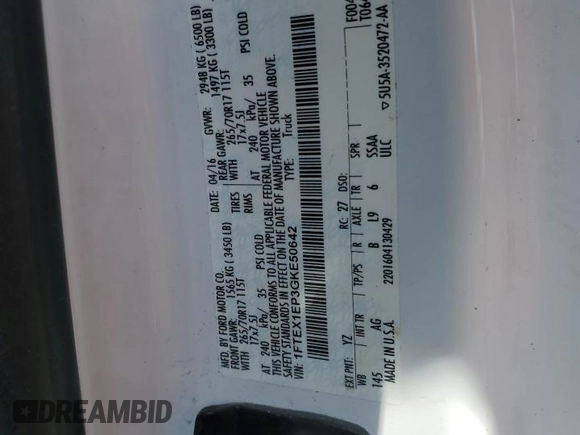 MFD. BY FORD MOTOR CO.
DATE: 04/16 GVWR: 2948 KG ( 6500 LB)
FRONT GAWR: 1565 KG ( 3450 LB) REAR GAWR: 1497 KG ( 3300 LB)
WITH 265/70R17 115T TIRES WITH 265/70R17 115T
17x7.5J RIMS 17x7.5J
AT 240 kPa/ 35 PSI COLD AT 240 kPa/ 35 PSI COLD
THIS VEHICLE CONFORMS TO ALL APPLICABLE FEDERAL MOTOR VEHICLE
SAFETY STANDARDS IN EFFECT ON THE DATE OF MANUFACTURE SHOWN ABOVE.
VIN: 1FTEX1EP3GKE50642 TYPE: Truck
F004
T064
EXT PNT: YZ RC: 27 DSO:
WB INT TR TP/PS R AXLE TR SPR
145 AG B L9 6 SSAA
MADE IN U.S.A. 2201604130429 ULC
5U5A-3520472-AA
DREAMBID